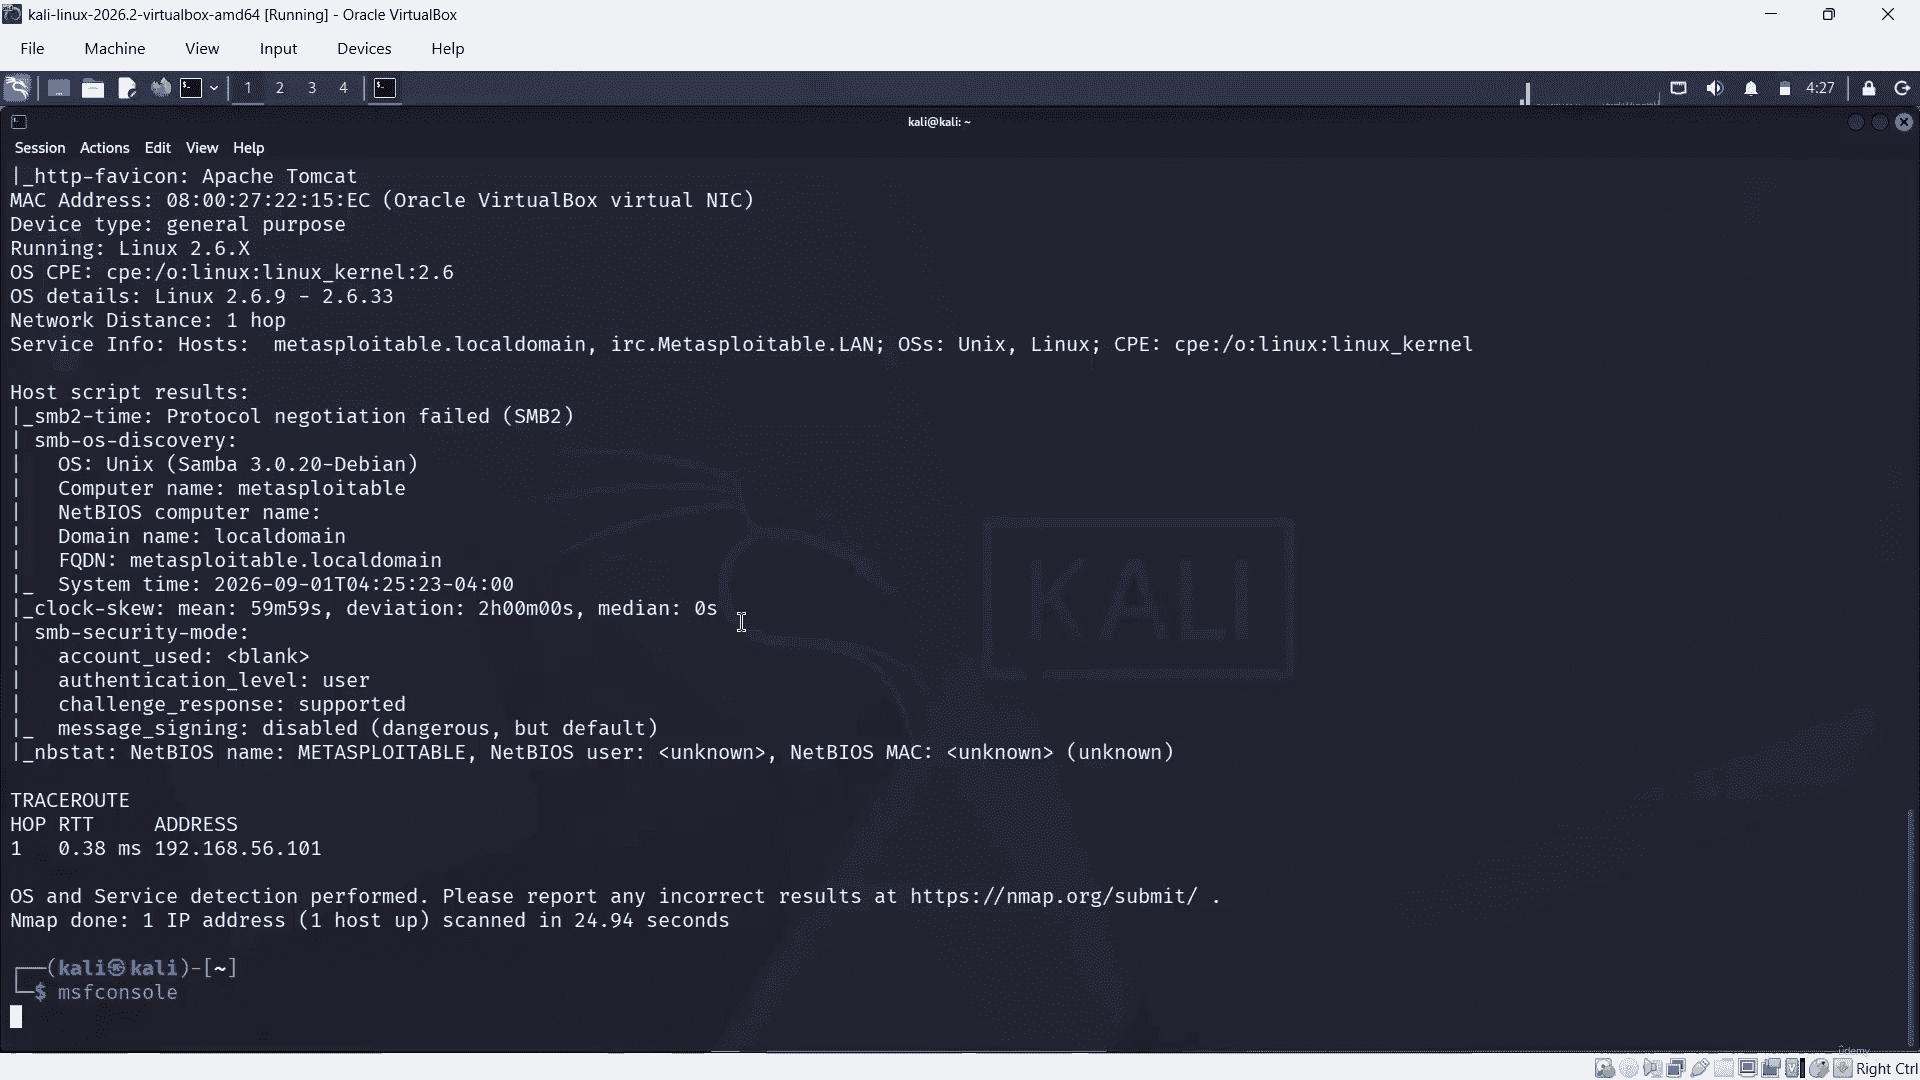 kali-linux-2026.2-virtualbox-amd64 [Running] - Oracle VirtualBox
File Machine View Input Devices Help
1 2 3 4 4:27
kali@kali: ~
Session Actions Edit View Help
|_http-favicon: Apache Tomcat
MAC Address: 08:00:27:22:15:EC (Oracle VirtualBox virtual NIC)
Device type: general purpose
Running: Linux 2.6.X
OS CPE: cpe:/o:linux:linux_kernel:2.6
OS details: Linux 2.6.9 - 2.6.33
Network Distance: 1 hop
Service Info: Hosts:  metasploitable.localdomain, irc.Metasploitable.LAN; OSs: Unix, Linux; CPE: cpe:/o:linux:linux_kernel
Host script results:
|_smb2-time: Protocol negotiation failed (SMB2)
| smb-os-discovery:
|   OS: Unix (Samba 3.0.20-Debian)
|   Computer name: metasploitable
|   NetBIOS computer name:
|   Domain name: localdomain
|   FQDN: metasploitable.localdomain
|_  System time: 2026-09-01T04:25:23-04:00
|_clock-skew: mean: 59m59s, deviation: 2h00m00s, median: 0s
| smb-security-mode:
|   account_used: <blank>
|   authentication_level: user
|   challenge_response: supported
|_  message_signing: disabled (dangerous, but default)
|_nbstat: NetBIOS name: METASPLOITABLE, NetBIOS user: <unknown>, NetBIOS MAC: <unknown> (unknown)
KALI
TRACEROUTE
HOP RTT     ADDRESS
1   0.38 ms 192.168.56.101
OS and Service detection performed. Please report any incorrect results at https://nmap.org/submit/ .
Nmap done: 1 IP address (1 host up) scanned in 24.94 seconds
┌──(kali㉿kali)-[~]
└─$ msfconsole
udemy
Right Ctrl